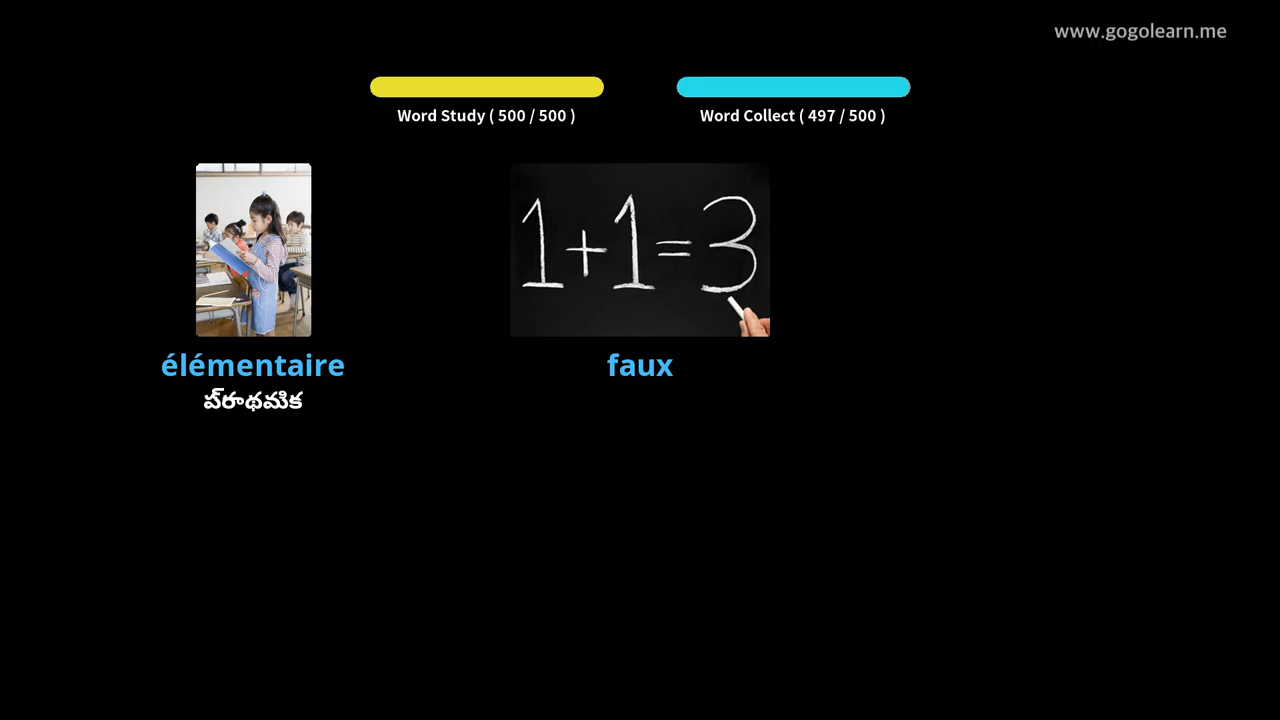 www.gogolearn.me
Word Study ( 500 / 500 )
Word Collect ( 497 / 500 )
1+1=3
élémentaire
faux
ప్రాథమిక